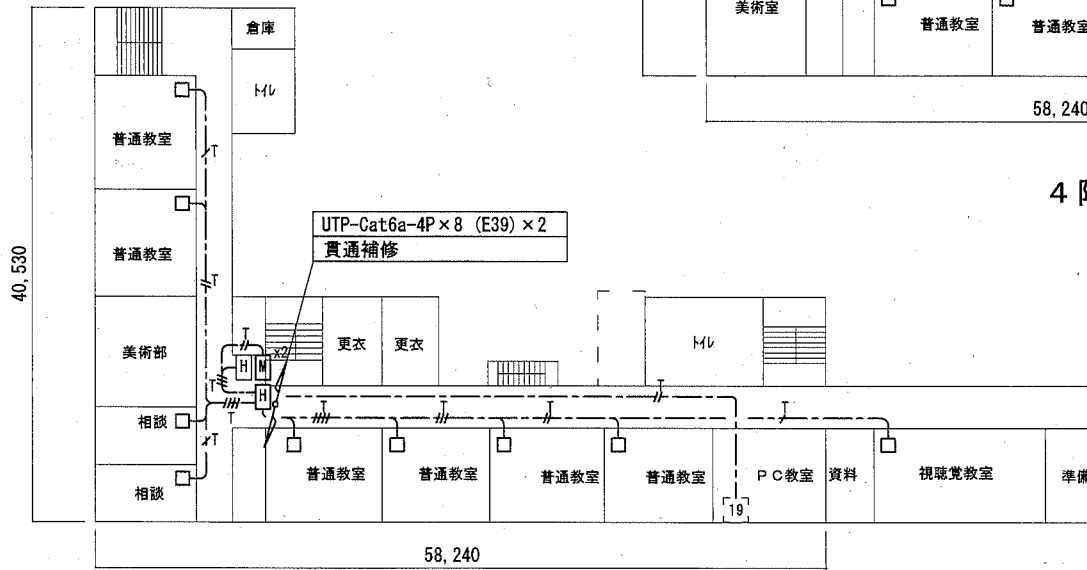 美術室
普通教室
普通教室
58,240
4
倉庫
トイレ
普通教室
T
40,530
UTP-Cat6a-4P×8 (E39) ×2
貫通補修
普通教室
T
美術部
T
×2
H
M
更衣
更衣
トイレ
T
H
T
T
相談
T
T
T
T
T
相談
普通教室
普通教室
普通教室
普通教室
PC教室
資料
視聴覚教室
準備
19
58,240